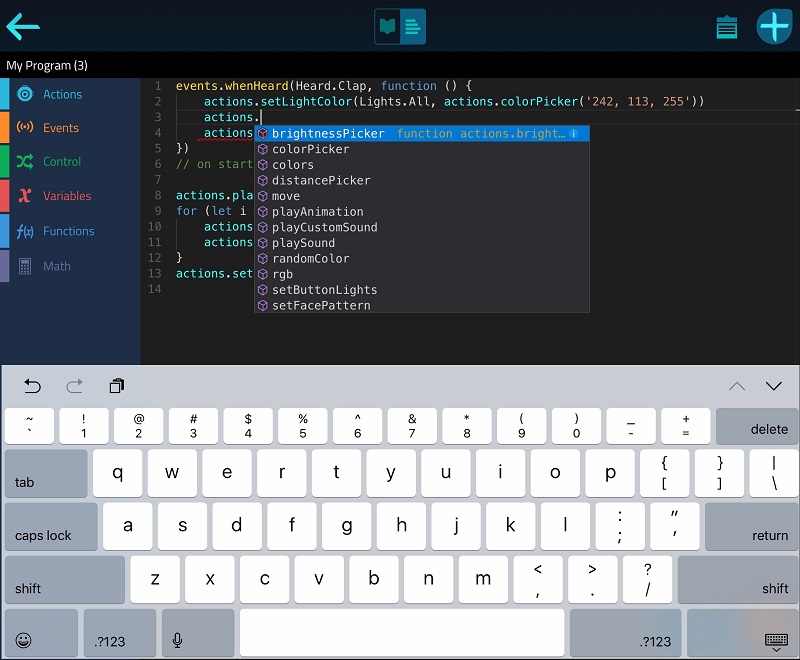 My Program (3)
Actions
Events
Control
Variables
Functions
Math
1 events.whenHeard(Heard.Clap, function () {
2 actions.setLightColor(Lights.All, actions.colorPicker('242, 113, 255'))
3 actions.
4 actions
5 })
6 // on start
7
8 actions.pla
9 for (let i
10 actions
11 actions
12 }
13 actions.set
14
brightnessPicker function actions.bright…
colorPicker
colors
distancePicker
move
playAnimation
playCustomSound
playSound
randomColor
rgb
setButtonLights
setFacePattern
~ ! @ # $ % ^ & * ( ) _ +
` 1 2 3 4 5 6 7 8 9 0 - = delete
tab q w e r t y u i o p { [ } ] | \
caps lock a s d f g h j k l : ; " ' return
shift z x c v b n m < , > . ? / shift
.?123 .?123